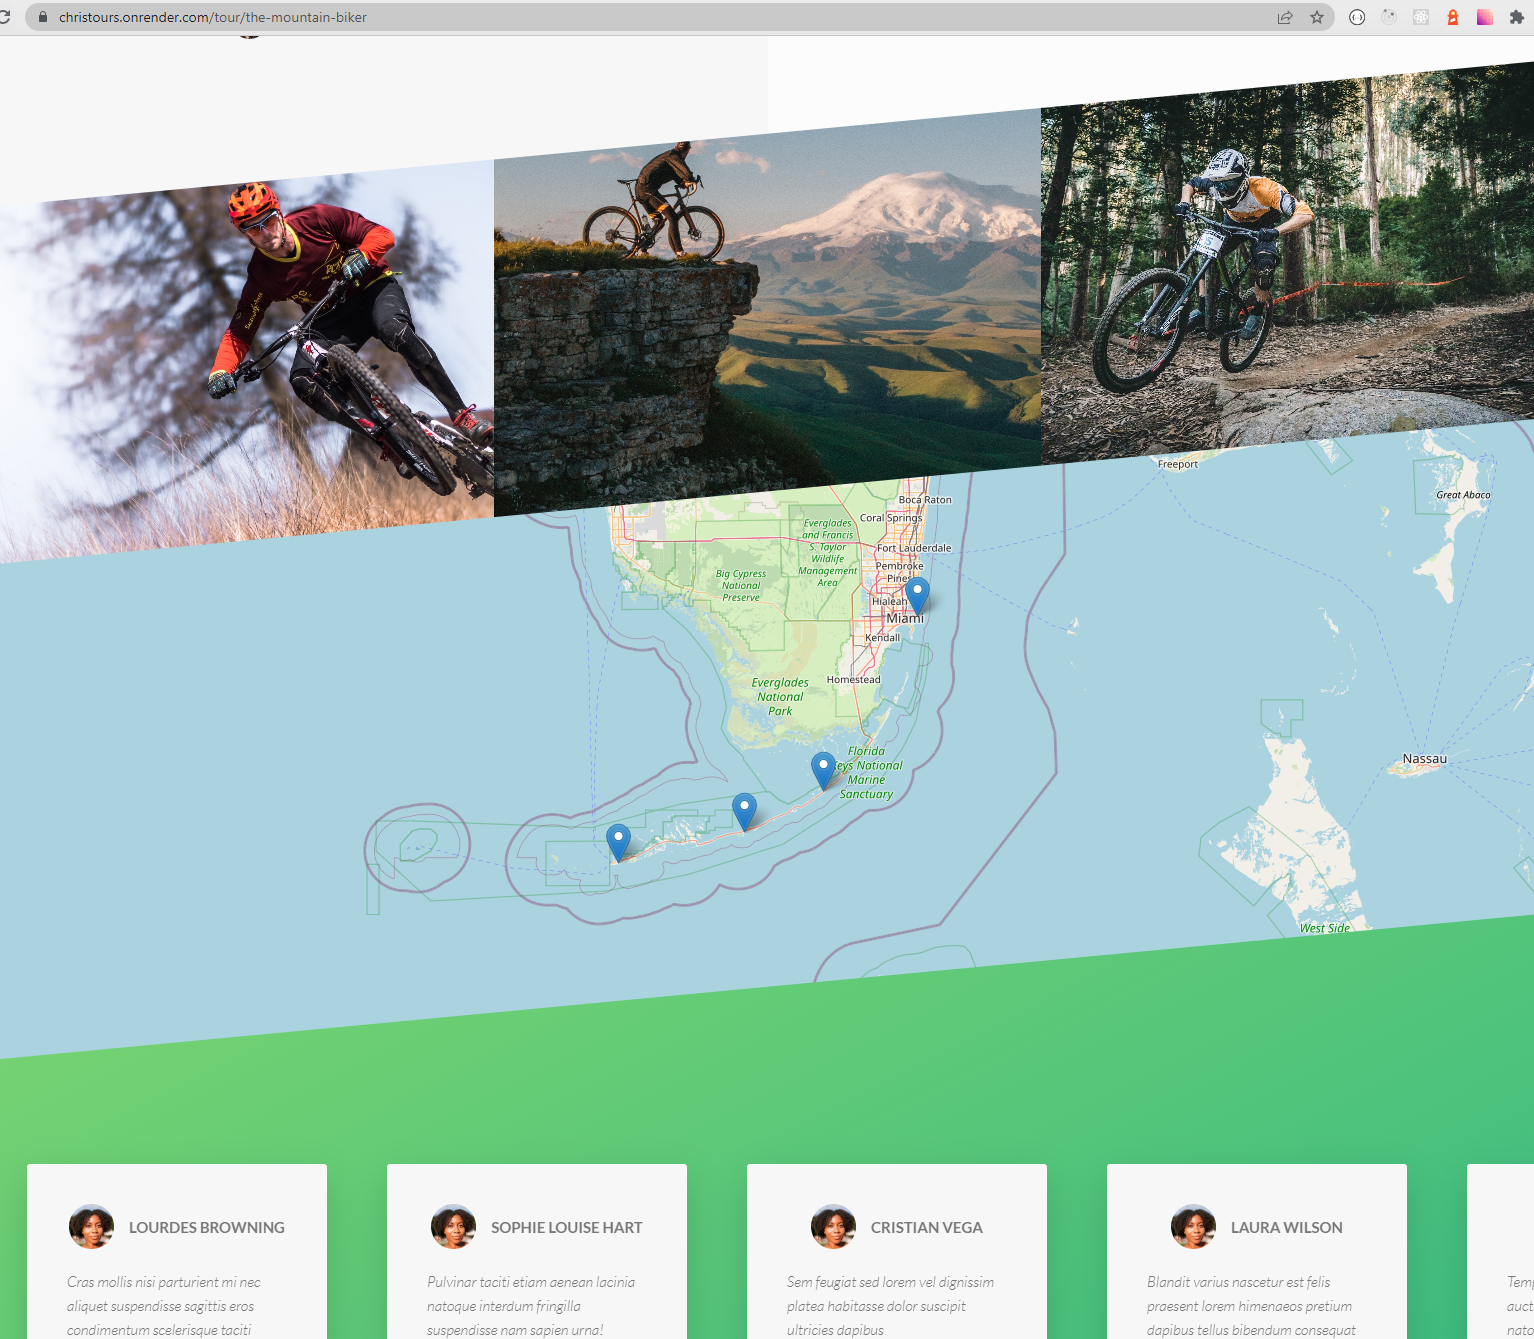 christours.onrender.com/tour/the-mountain-biker
5
Freeport
Great Abaco
Boca Raton
Coral Springs
Everglades
and Francis
S. Taylor
Wildlife
Management
Area
Fort Lauderdale
Pembroke
Pines
Big Cypress
National
Preserve
Hialeah
Miami
Kendall
Everglades
National
Park
Homestead
Florida
Keys National
Marine
Sanctuary
Nassau
West Side
LOURDES BROWNING
Cras mollis nisi parturient mi nec
aliquet suspendisse sagittis eros
condimentum scelerisque taciti
SOPHIE LOUISE HART
Pulvinar taciti etiam aenean lacinia
natoque interdum fringilla
suspendisse nam sapien urna!
CRISTIAN VEGA
Sem feugiat sed lorem vel dignissim
platea habitasse dolor suscipit
ultricies dapibus
LAURA WILSON
Blandit varius nascetur est felis
praesent lorem himenaeos pretium
dapibus tellus bibendum consequat
Temp
auct
nato